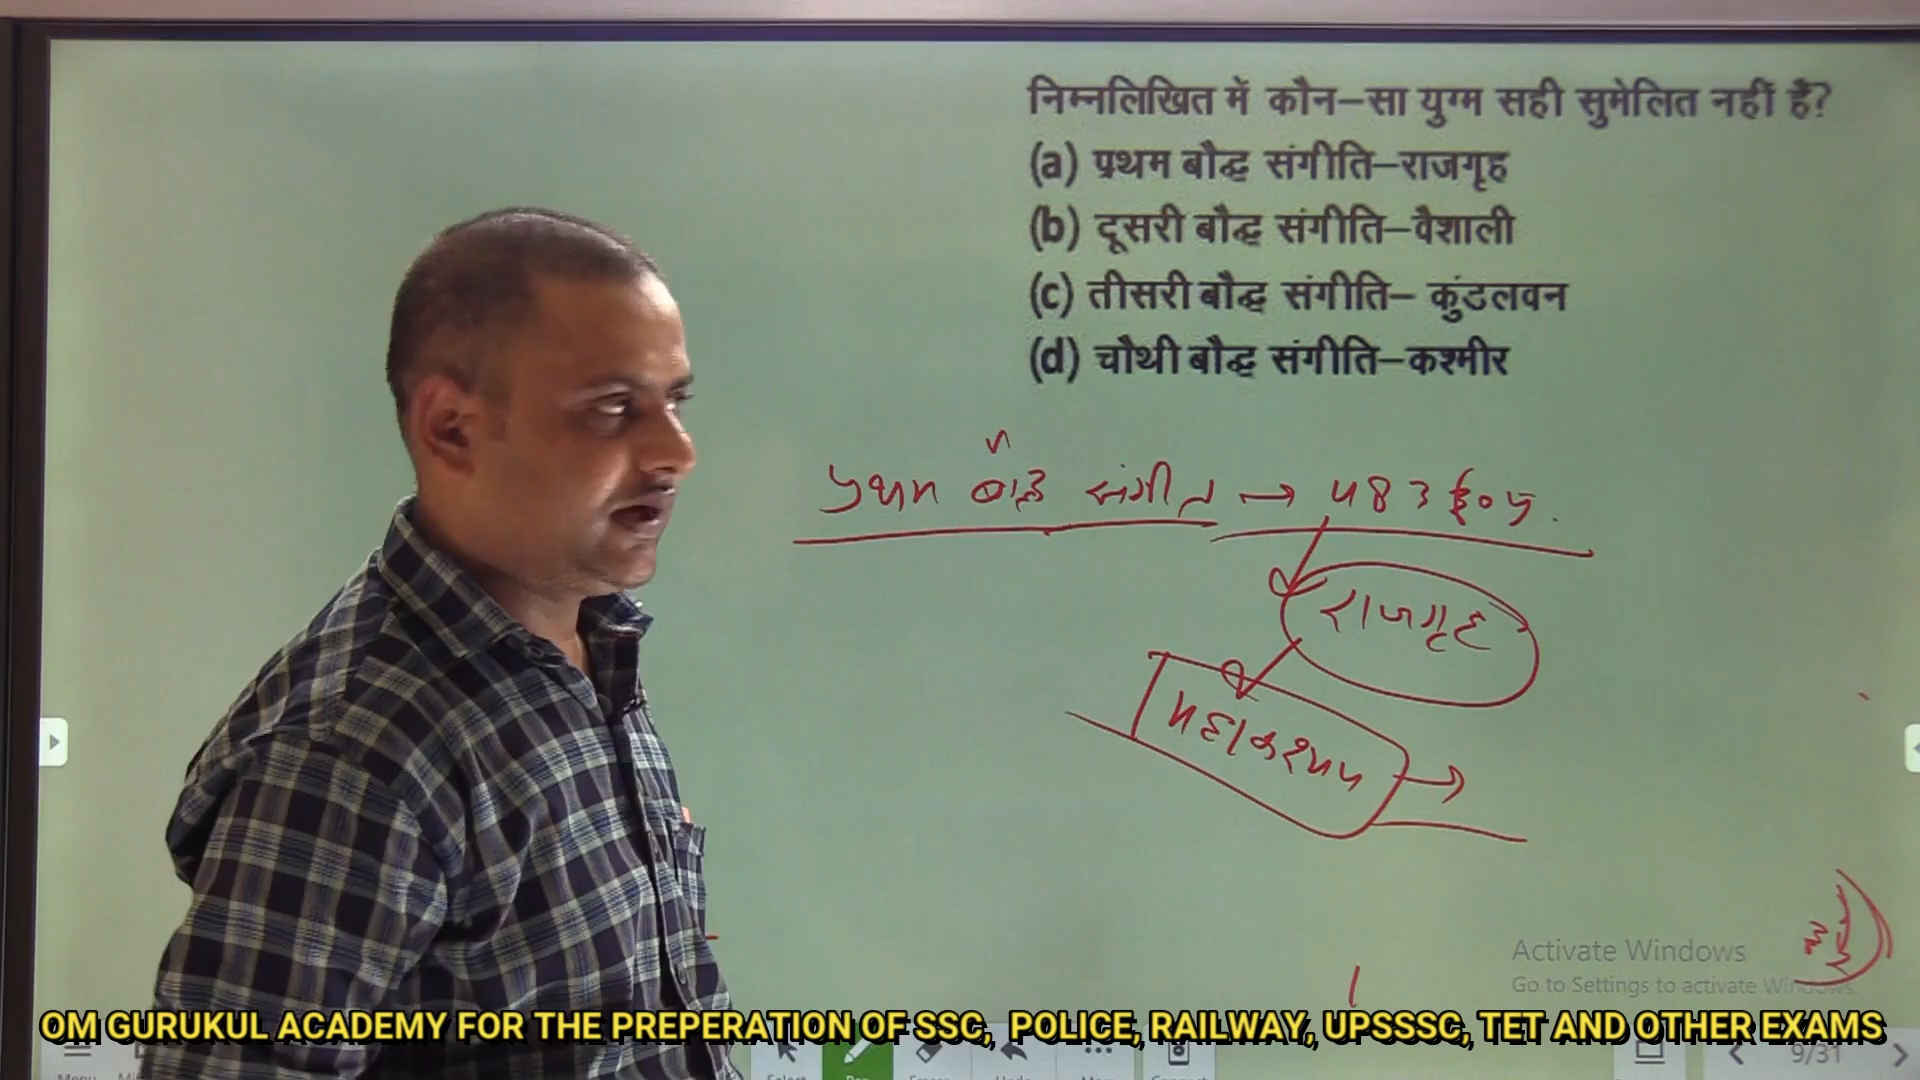 निम्नलिखित में कौन–सा युग्म सही सुमेलित नहीं है?
(a) प्रथम बौद्ध संगीति–राजगृह
(b) दूसरी बौद्ध संगीति–वैशाली
(c) तीसरी बौद्ध संगीति– कुंडलवन
(d) चौथी बौद्ध संगीति–कश्मीर
प्रथम बौद्ध संगीत → 483 ई०पू.
राजगृह
महाकश्यप
Activate Windows
Go to Settings to activate Windows.
OM GURUKUL ACADEMY FOR THE PREPERATION OF SSC, POLICE, RAILWAY, UPSSSC, TET AND OTHER EXAMS
9/31